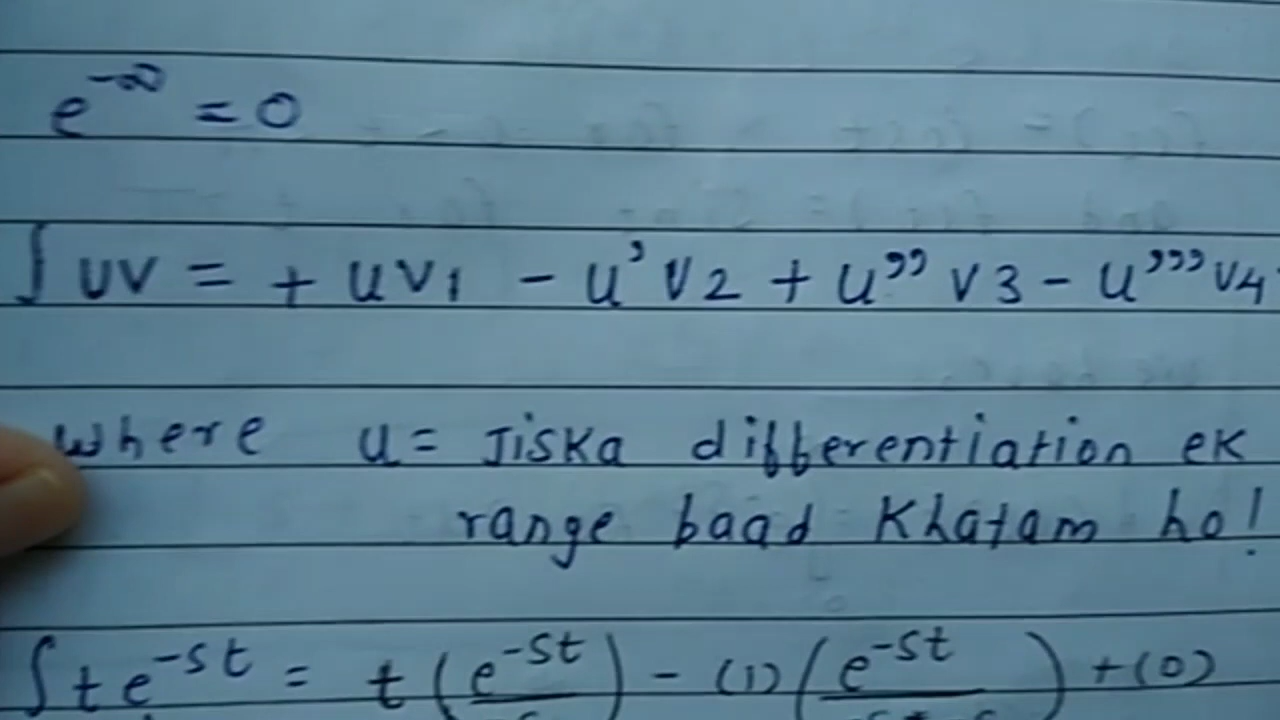 e^-∞ = 0
∫ uv = + uv1 - u’ v2 + u’’ v3 - u’’’ v4
where u = Jiska differentiation ek
range baad Khatam ho!
∫ t e^-st = t (e^-st) - (1) (e^-st) + (0)